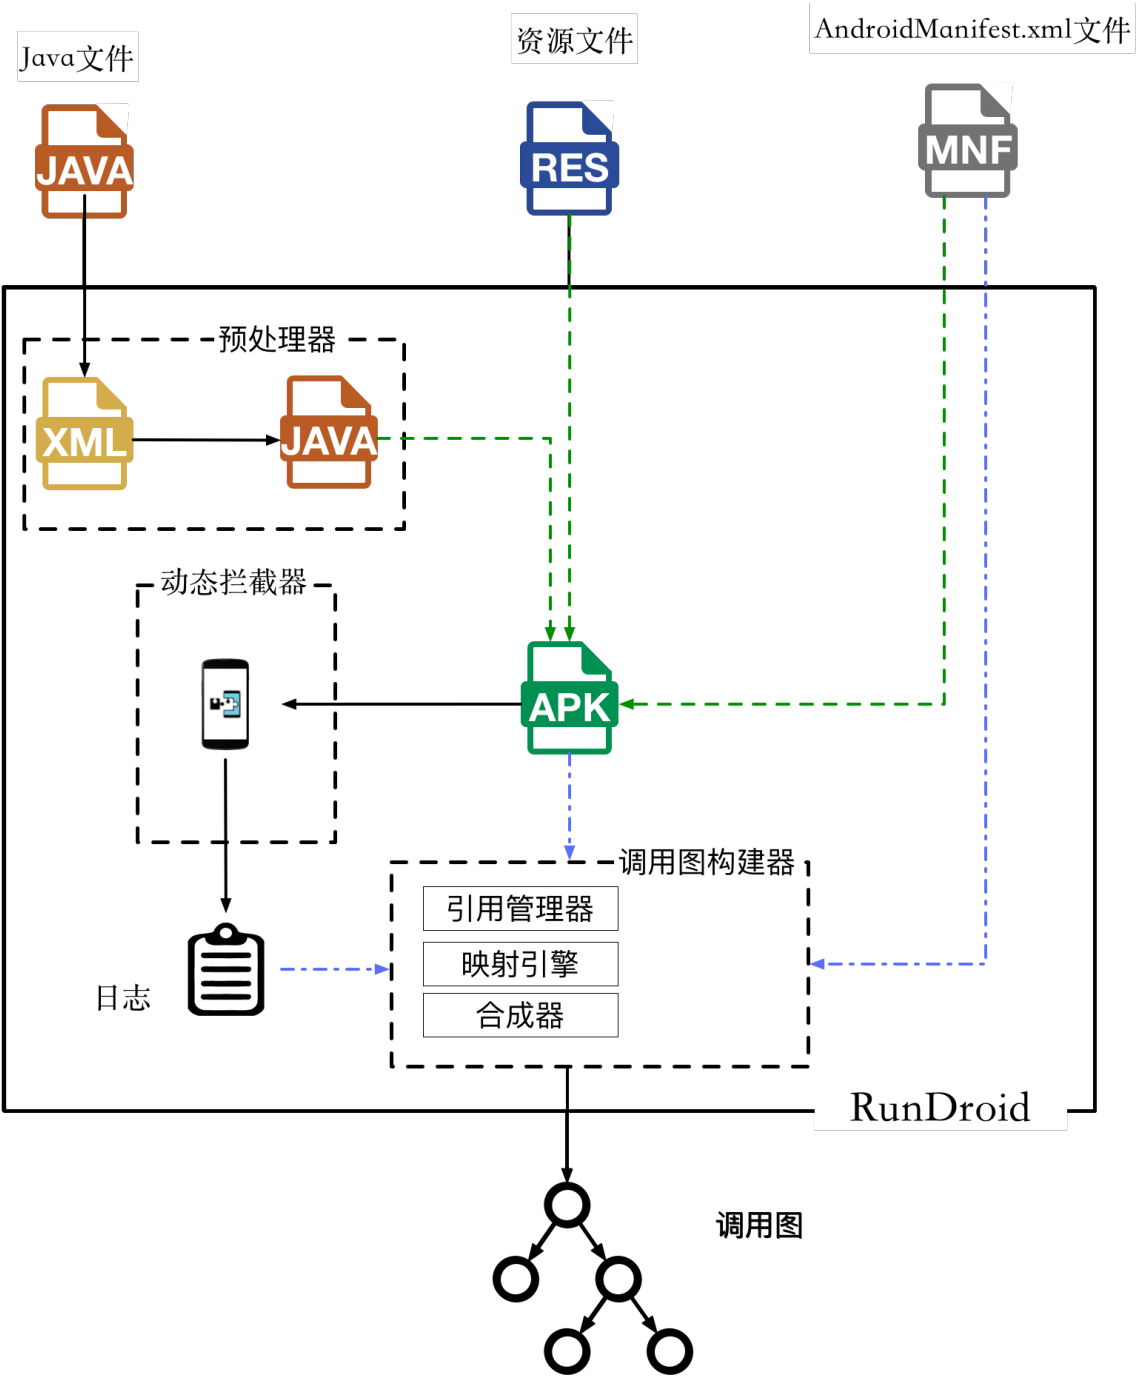 Java文件
资源文件
AndroidManifest.xml文件
JAVA
RES
MNF
预处理器
XML
JAVA
动态拦截器
APK
调用图构建器
引用管理器
映射引擎
合成器
日志
RunDroid
调用图